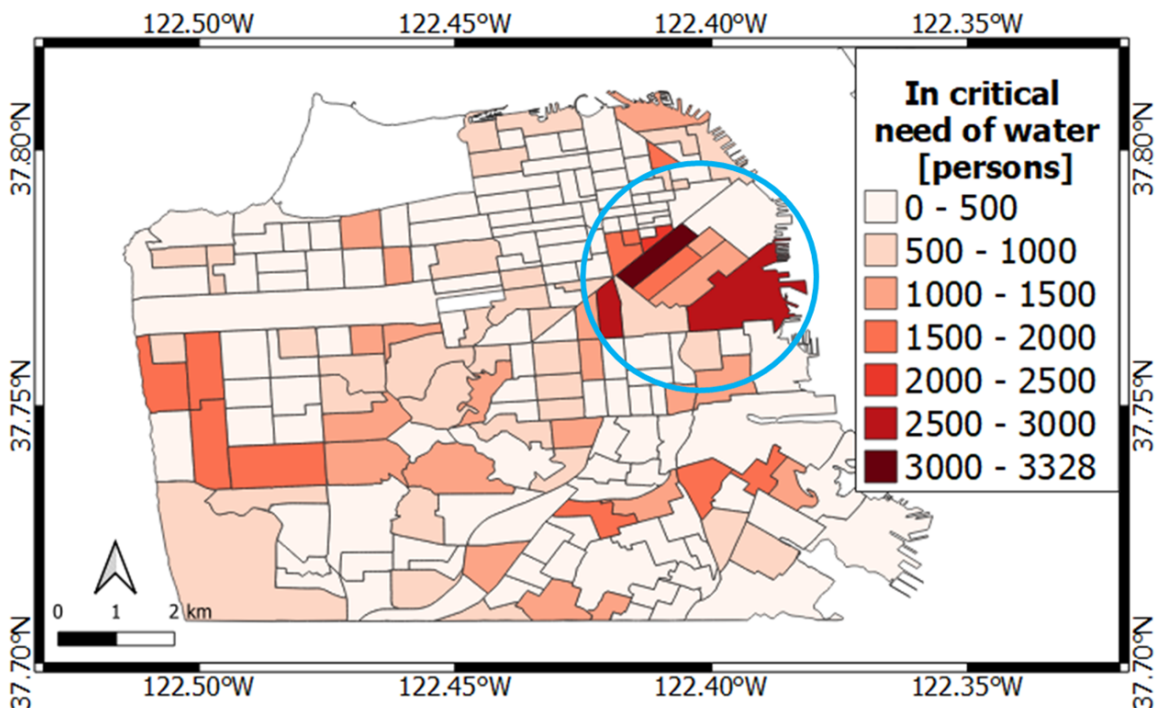 122.50°W 122.45°W 122.40°W 122.35°W
37.80°N
37.75°N
37.70°N
In critical
need of water
[persons]
0 - 500
500 - 1000
1000 - 1500
1500 - 2000
2000 - 2500
2500 - 3000
3000 - 3328
37.80°N
37.75°N
37.70°N
0 1 2 km
122.50°W 122.45°W 122.40°W 122.35°W